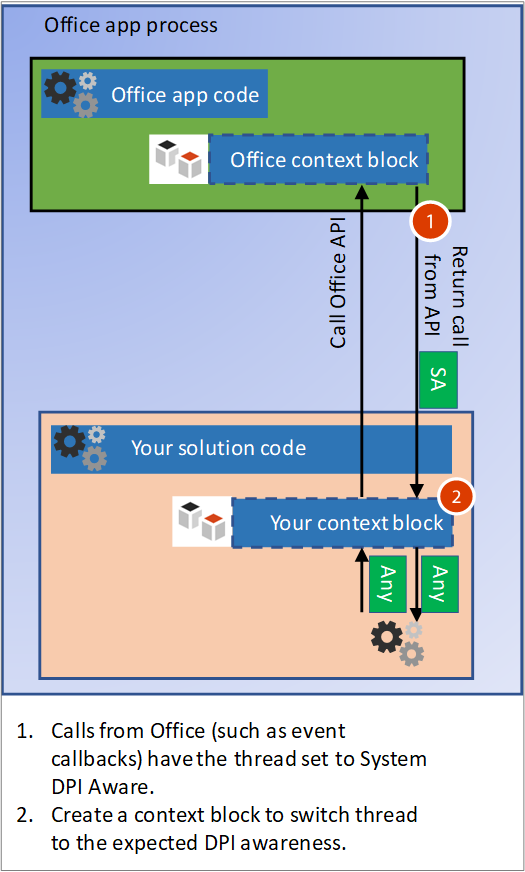 Office app process
Office app code
Office context block
Call Office API
1
Return call
from API
SA
Your solution code
2
Your context block
Any
Any
1. Calls from Office (such as event
callbacks) have the thread set to System
DPI Aware.
2. Create a context block to switch thread
to the expected DPI awareness.